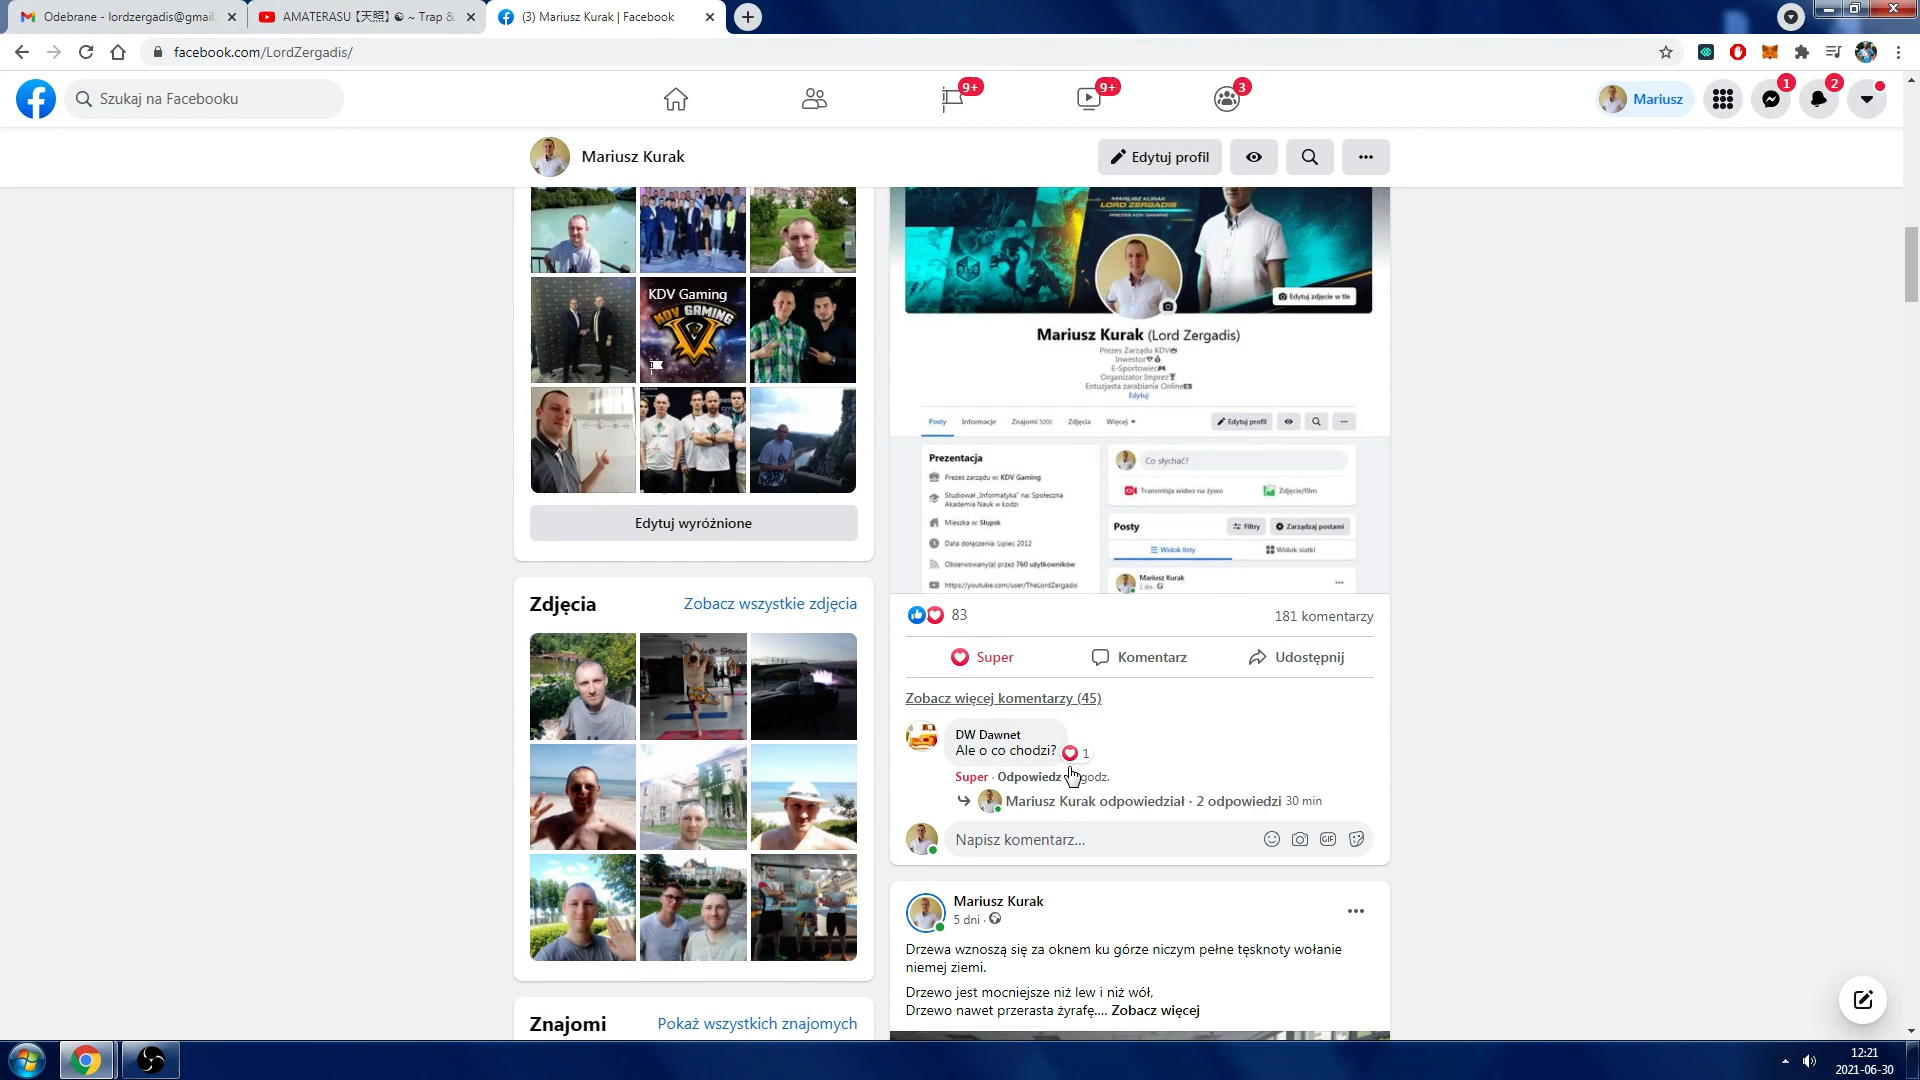 Odebrane - lordzergadis@gmail.
AMATERASU【天照】☯ ~ Trap &
(3) Mariusz Kurak | Facebook
facebook.com/LordZergadis/
Szukaj na Facebooku
9+
9+
3
Mariusz
1
2
Mariusz Kurak
Edytuj profil
KDV Gaming
KDV GAMING
Edytuj wyróżnione
Zdjęcia
Zobacz wszystkie zdjęcia
Znajomi
Pokaż wszystkich znajomych
MARIUSZ KURAK
LORD ZERGADIS
PREZES KDV GAMING
Edytuj zdjęcie w tle
Mariusz Kurak (Lord Zergadis)
Prezes Zarządu KDV
Inwestor
E-Sportowiec
Organizator Imprez
Entuzjasta zarabiania Online
Edytuj
Posty Informacje Znajomi 5000 Zdjęcia Więcej
Edytuj profil
Prezentacja
Prezes zarządu w: KDV Gaming
Studiował „Informatyka" na: Społeczna
Akademia Nauk w Łodzi
Mieszka w: Słupsk
Data dołączenia: Lipiec 2012
Obserwowany(a) przez 760 użytkowników
https://youtube.com/user/TheLordZergadis
Co słychać?
Transmisja wideo na żywo
Zdjęcie/film
Posty
Filtry
Zarządzaj postami
Widok listy
Widok siatki
Mariusz Kurak
1 dni
83
181 komentarzy
Super
Komentarz
Udostępnij
Zobacz więcej komentarzy (45)
DW Dawnet
Ale o co chodzi?
1
Super · Odpowiedz godz.
Mariusz Kurak odpowiedział · 2 odpowiedzi 30 min
Napisz komentarz...
GIF
Mariusz Kurak
5 dni ·
Drzewa wznoszą się za oknem ku górze niczym pełne tęsknoty wołanie
niemej ziemi.
Drzewo jest mocniejsze niż lew i niż wół,
Drzewo nawet przerasta żyrafę.... Zobacz więcej
12:21
2021-06-30